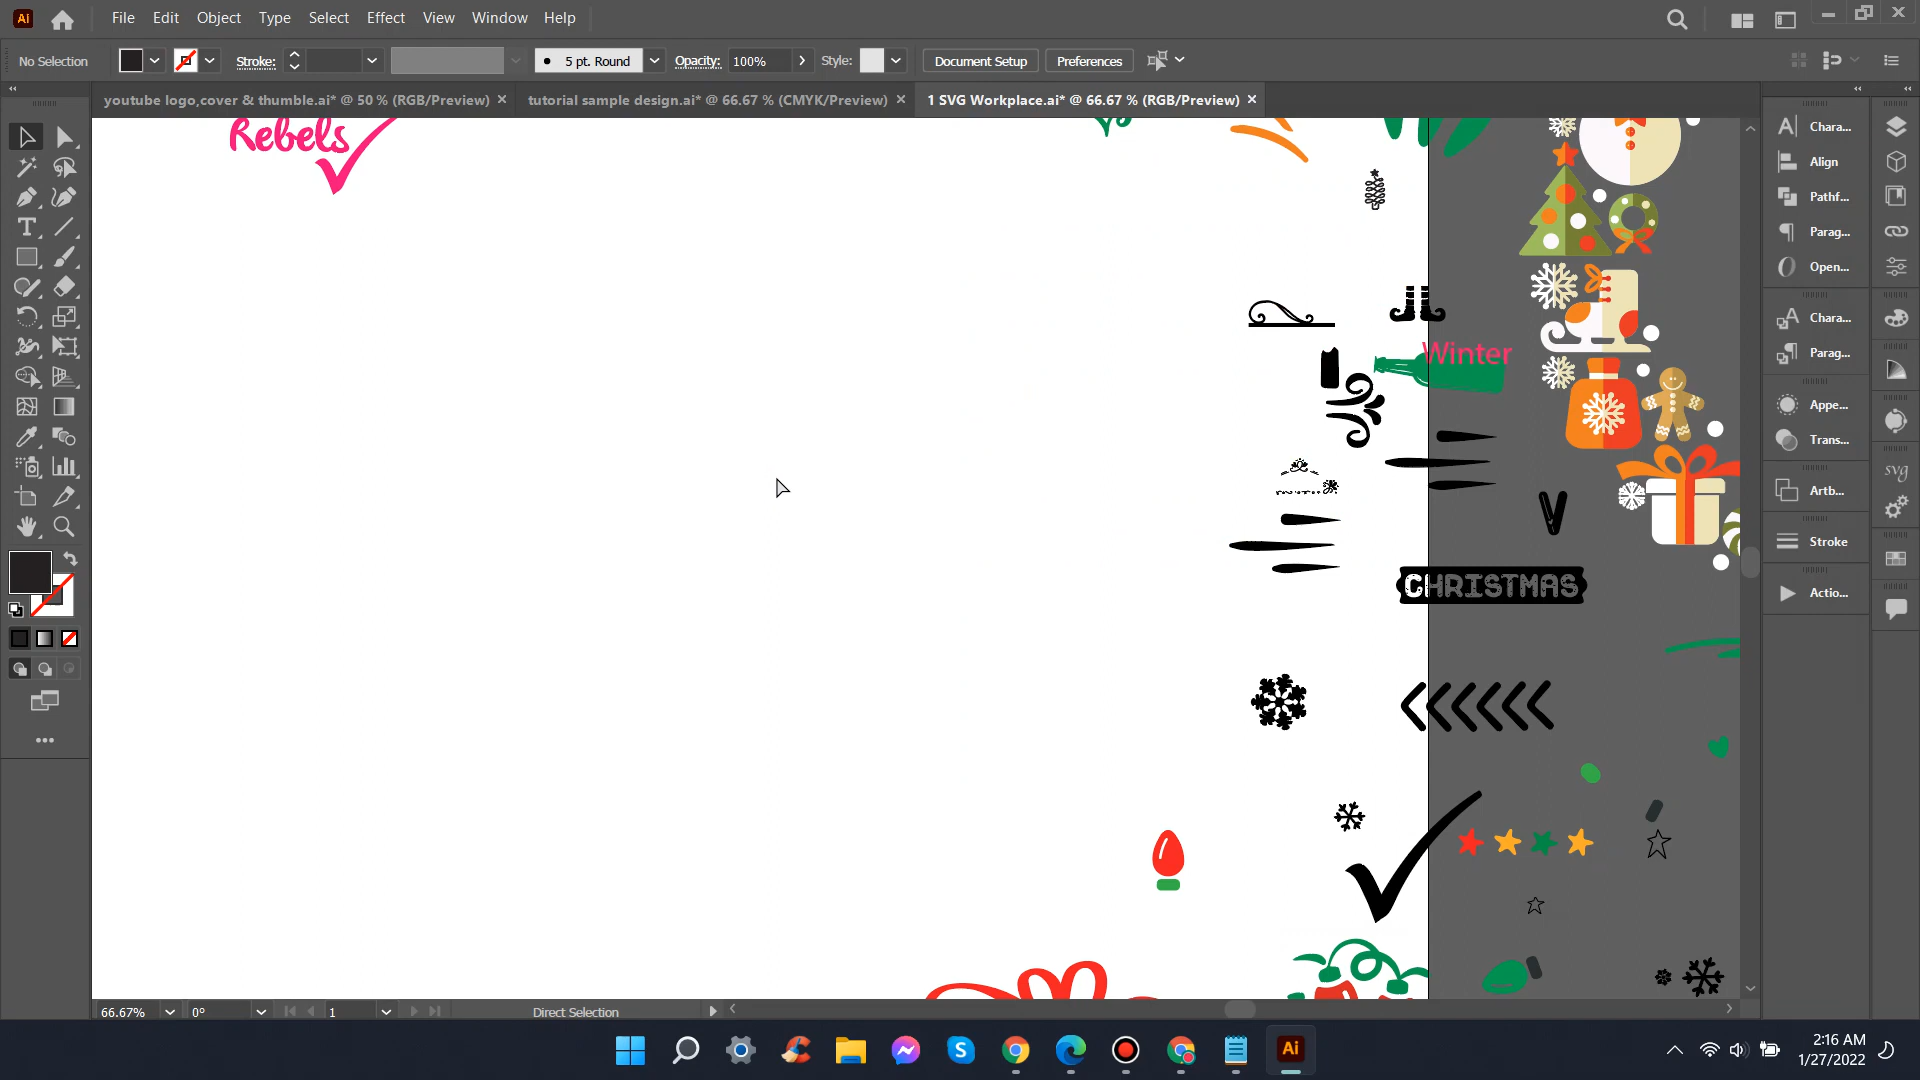 Ai File Edit Object Type Select Effect View Window Help
No Selection Stroke: 5 pt. Round Opacity: 100% Style: Document Setup Preferences
youtube logo,cover & thumble.ai* @ 50 % (RGB/Preview) tutorial sample design.ai* @ 66.67 % (CMYK/Preview) 1 SVG Workplace.ai* @ 66.67 % (RGB/Preview)
Rebels
Winter
CHRISTMAS
Chara...
Align
Pathf...
Parag...
Open...
Chara...
Parag...
Appe...
Trans...
Artb...
Stroke
Actio...
svg
66.67% 0° 1 Direct Selection
Ai
2:16 AM
1/27/2022